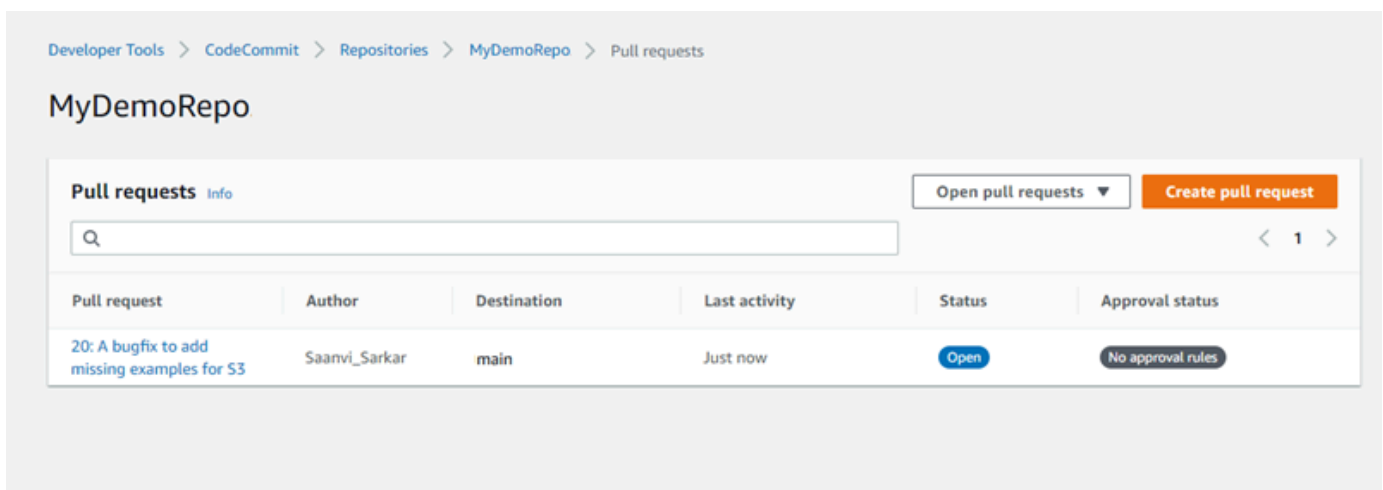 Developer Tools > CodeCommit > Repositories > MyDemoRepo > Pull requests
MyDemoRepo
Pull requests Info
Open pull requests ▼
Create pull request
< 1 >
Pull request Author Destination Last activity Status Approval status
20: A bugfix to add
missing examples for S3
Saanvi_Sarkar main Just now Open No approval rules